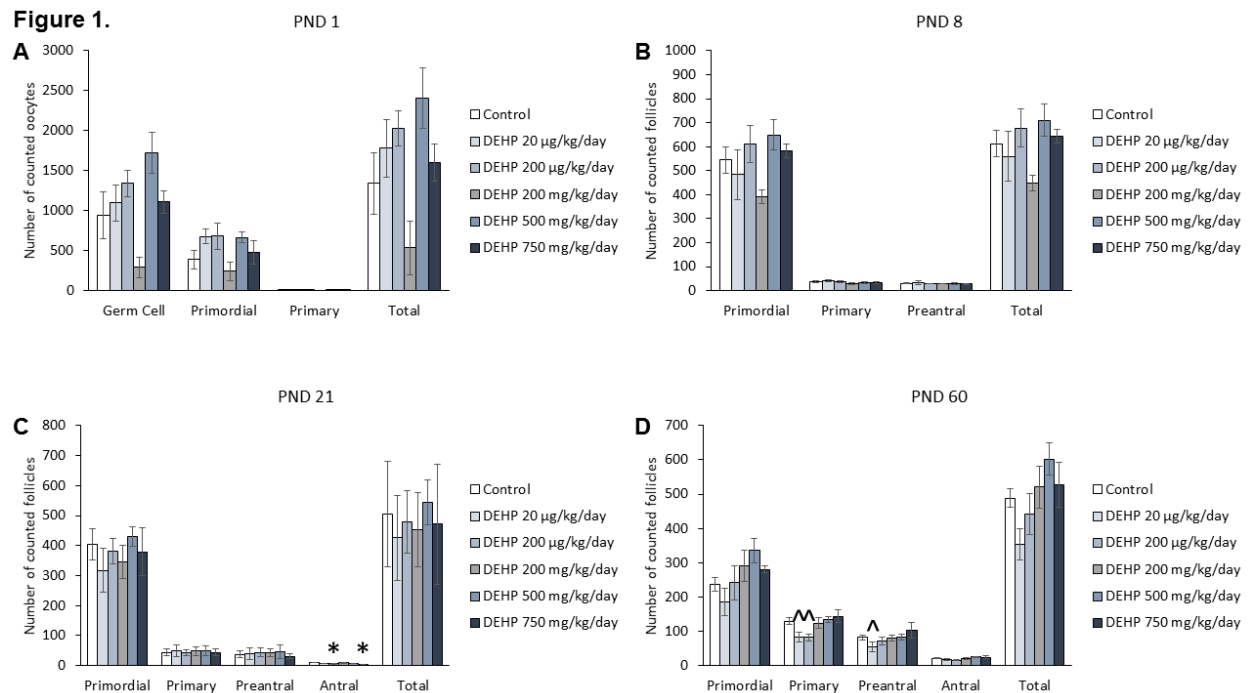 Figure 1.
PND 1
A
Number of counted oocytes
3000
2500
2000
1500
1000
500
0
Germ Cell Primordial Primary Total
Control
DEHP 20 µg/kg/day
DEHP 200 µg/kg/day
DEHP 200 mg/kg/day
DEHP 500 mg/kg/day
DEHP 750 mg/kg/day
PND 8
B
Number of counted follicles
1000
900
800
700
600
500
400
300
200
100
0
Primordial Primary Preantral Total
Control
DEHP 20 µg/kg/day
DEHP 200 µg/kg/day
DEHP 200 mg/kg/day
DEHP 500 mg/kg/day
DEHP 750 mg/kg/day
PND 21
C
Number of counted follicles
800
700
600
500
400
300
200
100
0
* *
Primordial Primary Preantral Antral Total
Control
DEHP 20 µg/kg/day
DEHP 200 µg/kg/day
DEHP 200 mg/kg/day
DEHP 500 mg/kg/day
DEHP 750 mg/kg/day
PND 60
D
Number of counted follicles
700
600
500
400
300
200
100
0
^^ ^
Primordial Primary Preantral Antral Total
Control
DEHP 20 µg/kg/day
DEHP 200 µg/kg/day
DEHP 200 mg/kg/day
DEHP 500 mg/kg/day
DEHP 750 mg/kg/day